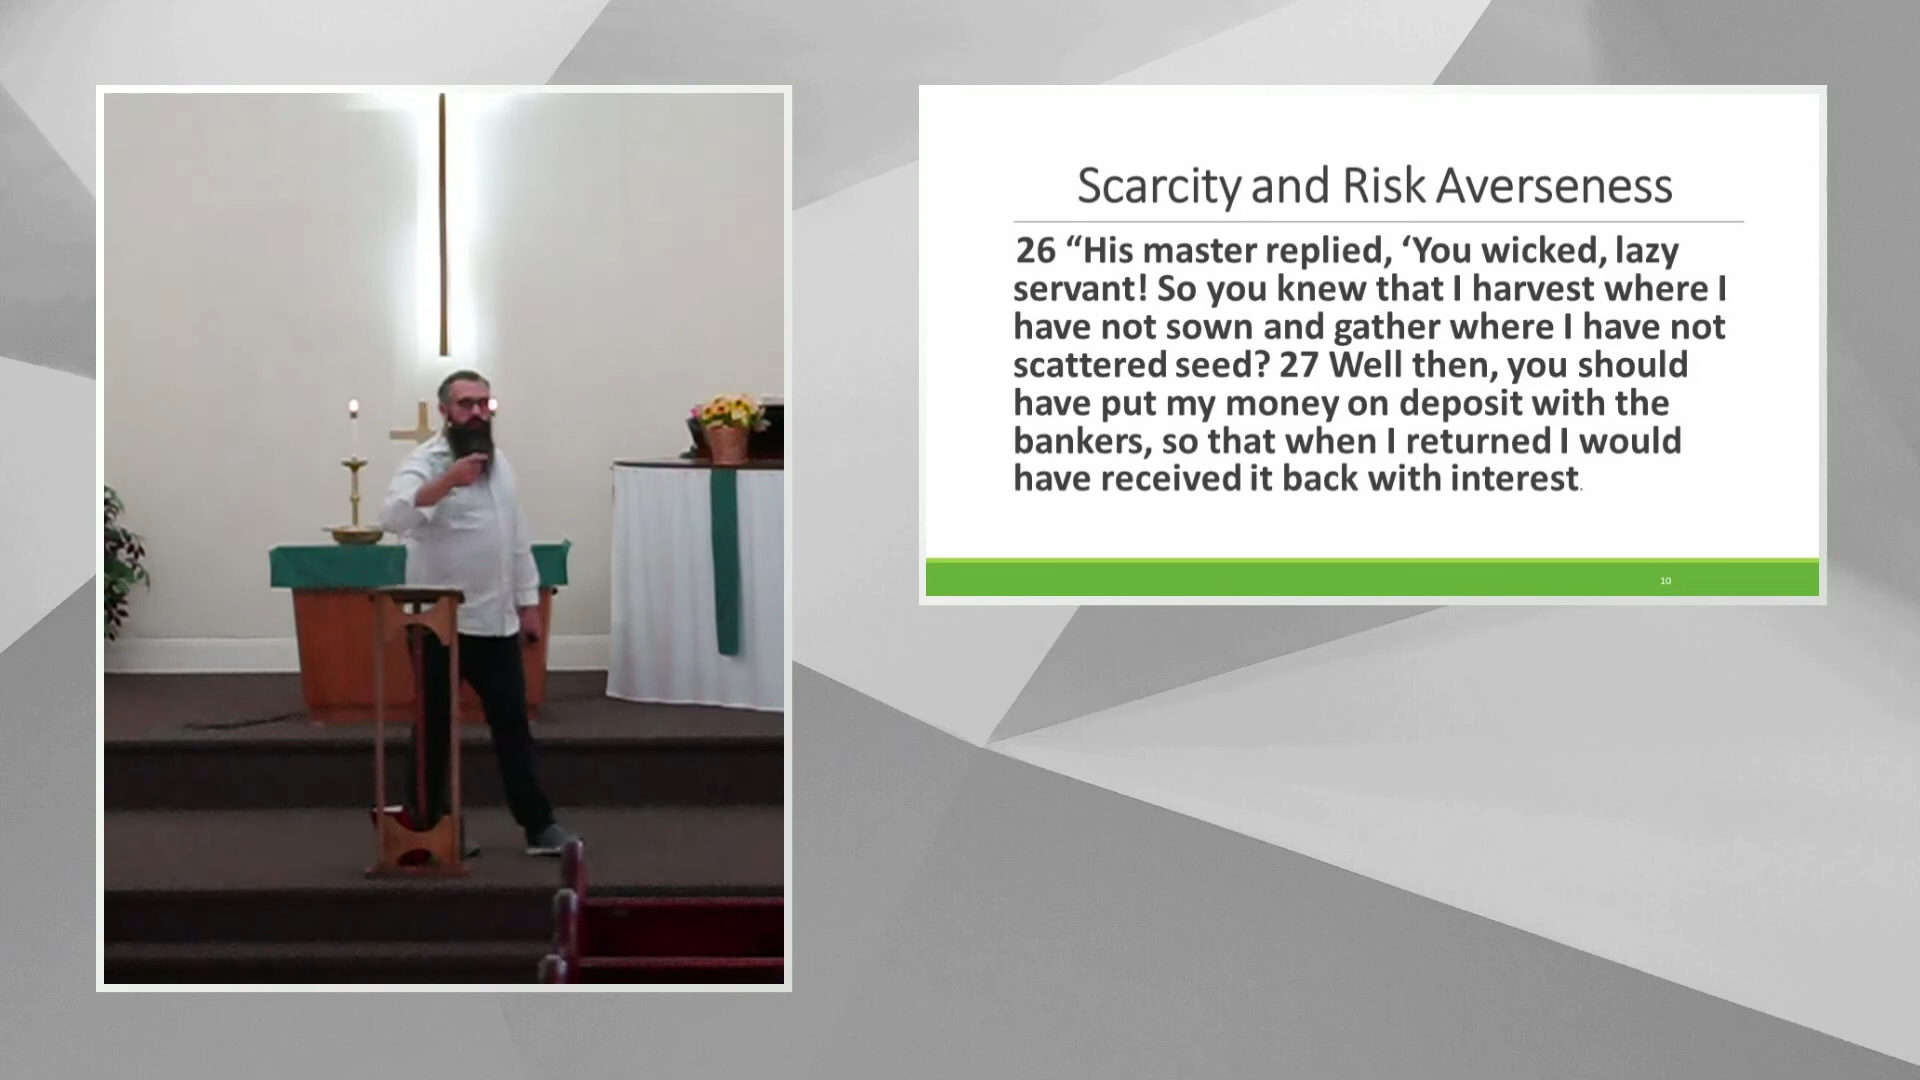 Scarcity and Risk Averseness
26 “His master replied, ‘You wicked, lazy
servant! So you knew that I harvest where I
have not sown and gather where I have not
scattered seed? 27 Well then, you should
have put my money on deposit with the
bankers, so that when I returned I would
have received it back with interest.
10